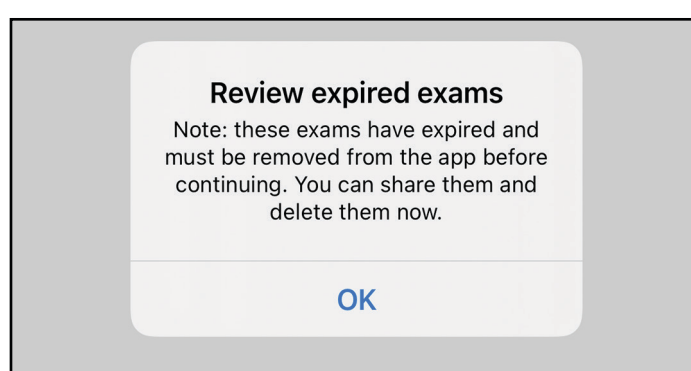 Review expired exams
Note: these exams have expired and
must be removed from the app before
continuing. You can share them and
delete them now.
OK